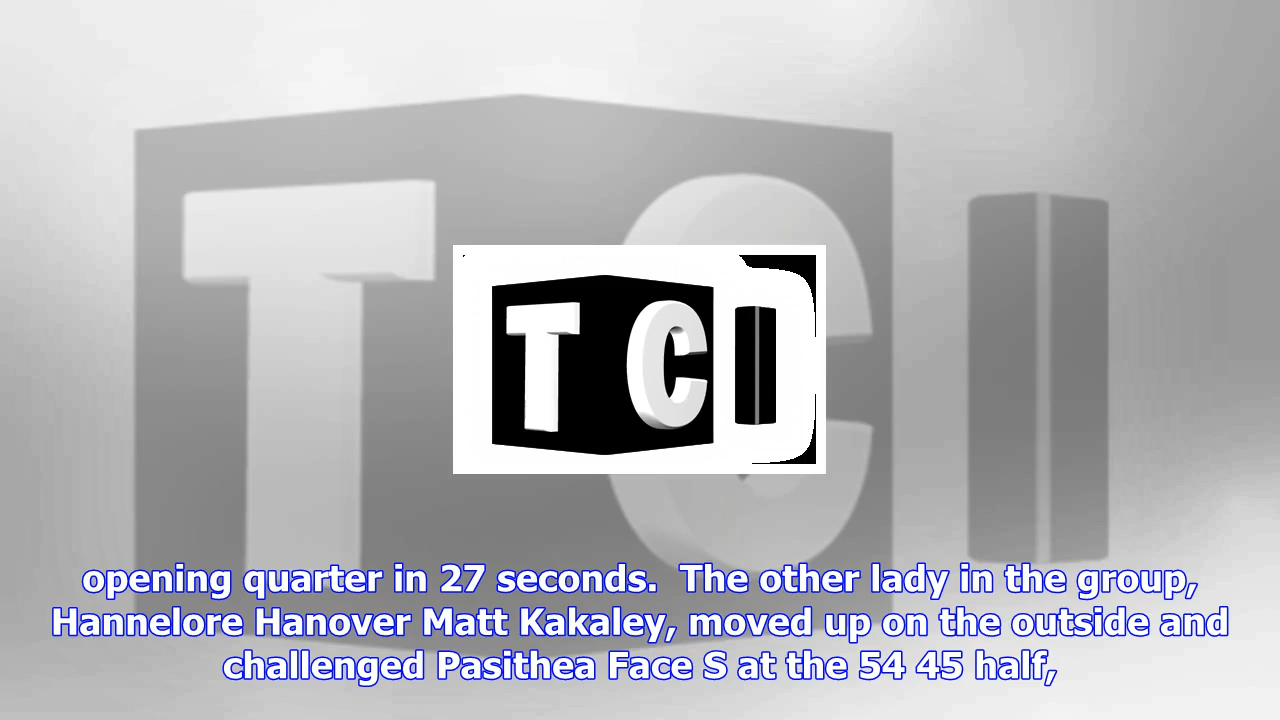 T C I
T C I
opening quarter in 27 seconds.  The other lady in the group,
Hannelore Hanover Matt Kakaley, moved up on the outside and
challenged Pasithea Face S at the 54 45 half,